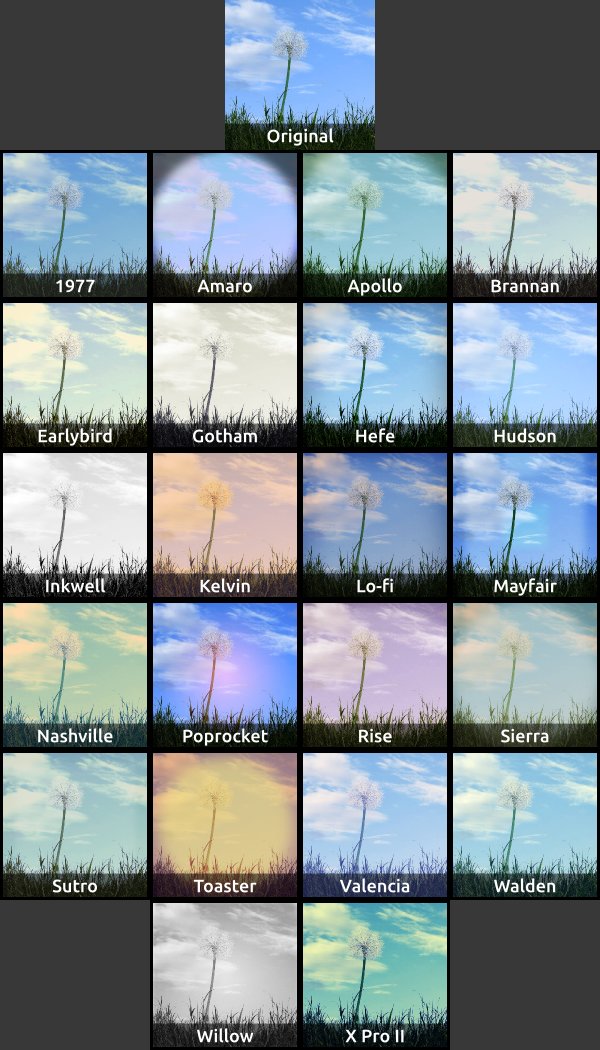 Original
1977
Amaro
Apollo
Brannan
Earlybird
Gotham
Hefe
Hudson
Inkwell
Kelvin
Lo-fi
Mayfair
Nashville
Poprocket
Rise
Sierra
Sutro
Toaster
Valencia
Walden
Willow
X Pro II